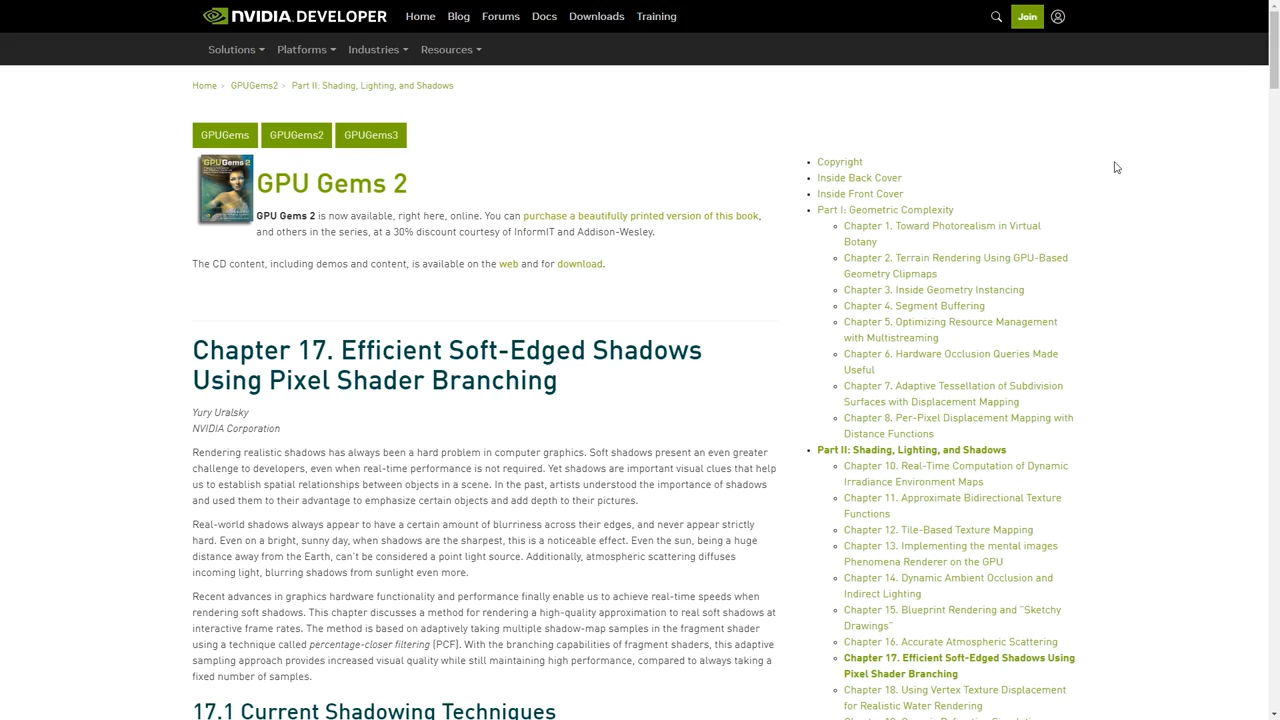 NVIDIA. DEVELOPER Home Blog Forums Docs Downloads Training Join
Solutions Platforms Industries Resources
Home › GPUGems2 › Part II: Shading, Lighting, and Shadows
GPUGems GPUGems2 GPUGems3
GPUGems 2
GPU Gems 2
GPU Gems 2 is now available, right here, online. You can purchase a beautifully printed version of this book,
and others in the series, at a 30% discount courtesy of InformIT and Addison-Wesley.
The CD content, including demos and content, is available on the web and for download.
Chapter 17. Efficient Soft-Edged Shadows
Using Pixel Shader Branching
Yury Uralsky
NVIDIA Corporation
Rendering realistic shadows has always been a hard problem in computer graphics. Soft shadows present an even greater
challenge to developers, even when real-time performance is not required. Yet shadows are important visual clues that help
us to establish spatial relationships between objects in a scene. In the past, artists understood the importance of shadows
and used them to their advantage to emphasize certain objects and add depth to their pictures.
Real-world shadows always appear to have a certain amount of blurriness across their edges, and never appear strictly
hard. Even on a bright, sunny day, when shadows are the sharpest, this is a noticeable effect. Even the sun, being a huge
distance away from the Earth, can't be considered a point light source. Additionally, atmospheric scattering diffuses
incoming light, blurring shadows from sunlight even more.
Recent advances in graphics hardware functionality and performance finally enable us to achieve real-time speeds when
rendering soft shadows. This chapter discusses a method for rendering a high-quality approximation to real soft shadows at
interactive frame rates. The method is based on adaptively taking multiple shadow-map samples in the fragment shader
using a technique called percentage-closer filtering (PCF). With the branching capabilities of fragment shaders, this adaptive
sampling approach provides increased visual quality while still maintaining high performance, compared to always taking a
fixed number of samples.
17.1 Current Shadowing Techniques
Copyright
Inside Back Cover
Inside Front Cover
Part I: Geometric Complexity
Chapter 1. Toward Photorealism in Virtual
Botany
Chapter 2. Terrain Rendering Using GPU-Based
Geometry Clipmaps
Chapter 3. Inside Geometry Instancing
Chapter 4. Segment Buffering
Chapter 5. Optimizing Resource Management
with Multistreaming
Chapter 6. Hardware Occlusion Queries Made
Useful
Chapter 7. Adaptive Tessellation of Subdivision
Surfaces with Displacement Mapping
Chapter 8. Per-Pixel Displacement Mapping with
Distance Functions
Part II: Shading, Lighting, and Shadows
Chapter 10. Real-Time Computation of Dynamic
Irradiance Environment Maps
Chapter 11. Approximate Bidirectional Texture
Functions
Chapter 12. Tile-Based Texture Mapping
Chapter 13. Implementing the mental images
Phenomena Renderer on the GPU
Chapter 14. Dynamic Ambient Occlusion and
Indirect Lighting
Chapter 15. Blueprint Rendering and "Sketchy
Drawings"
Chapter 16. Accurate Atmospheric Scattering
Chapter 17. Efficient Soft-Edged Shadows Using
Pixel Shader Branching
Chapter 18. Using Vertex Texture Displacement
for Realistic Water Rendering